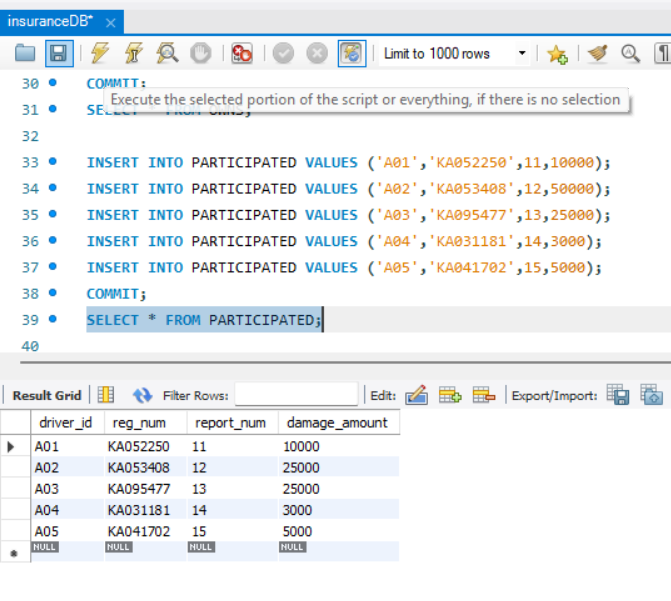 insuranceDB* ×
Limit to 1000 rows
30 COMMIT;
Execute the selected portion of the script or everything, if there is no selection
31
32
33 INSERT INTO PARTICIPATED VALUES ('A01','KA052250',11,10000);
34 INSERT INTO PARTICIPATED VALUES ('A02','KA053408',12,50000);
35 INSERT INTO PARTICIPATED VALUES ('A03','KA095477',13,25000);
36 INSERT INTO PARTICIPATED VALUES ('A04','KA031181',14,3000);
37 INSERT INTO PARTICIPATED VALUES ('A05','KA041702',15,5000);
38 COMMIT;
39 SELECT * FROM PARTICIPATED;
40
Result Grid Filter Rows: Edit: Export/Import:
driver_id reg_num report_num damage_amount
A01 KA052250 11 10000
A02 KA053408 12 25000
A03 KA095477 13 25000
A04 KA031181 14 3000
A05 KA041702 15 5000
NULL NULL NULL NULL